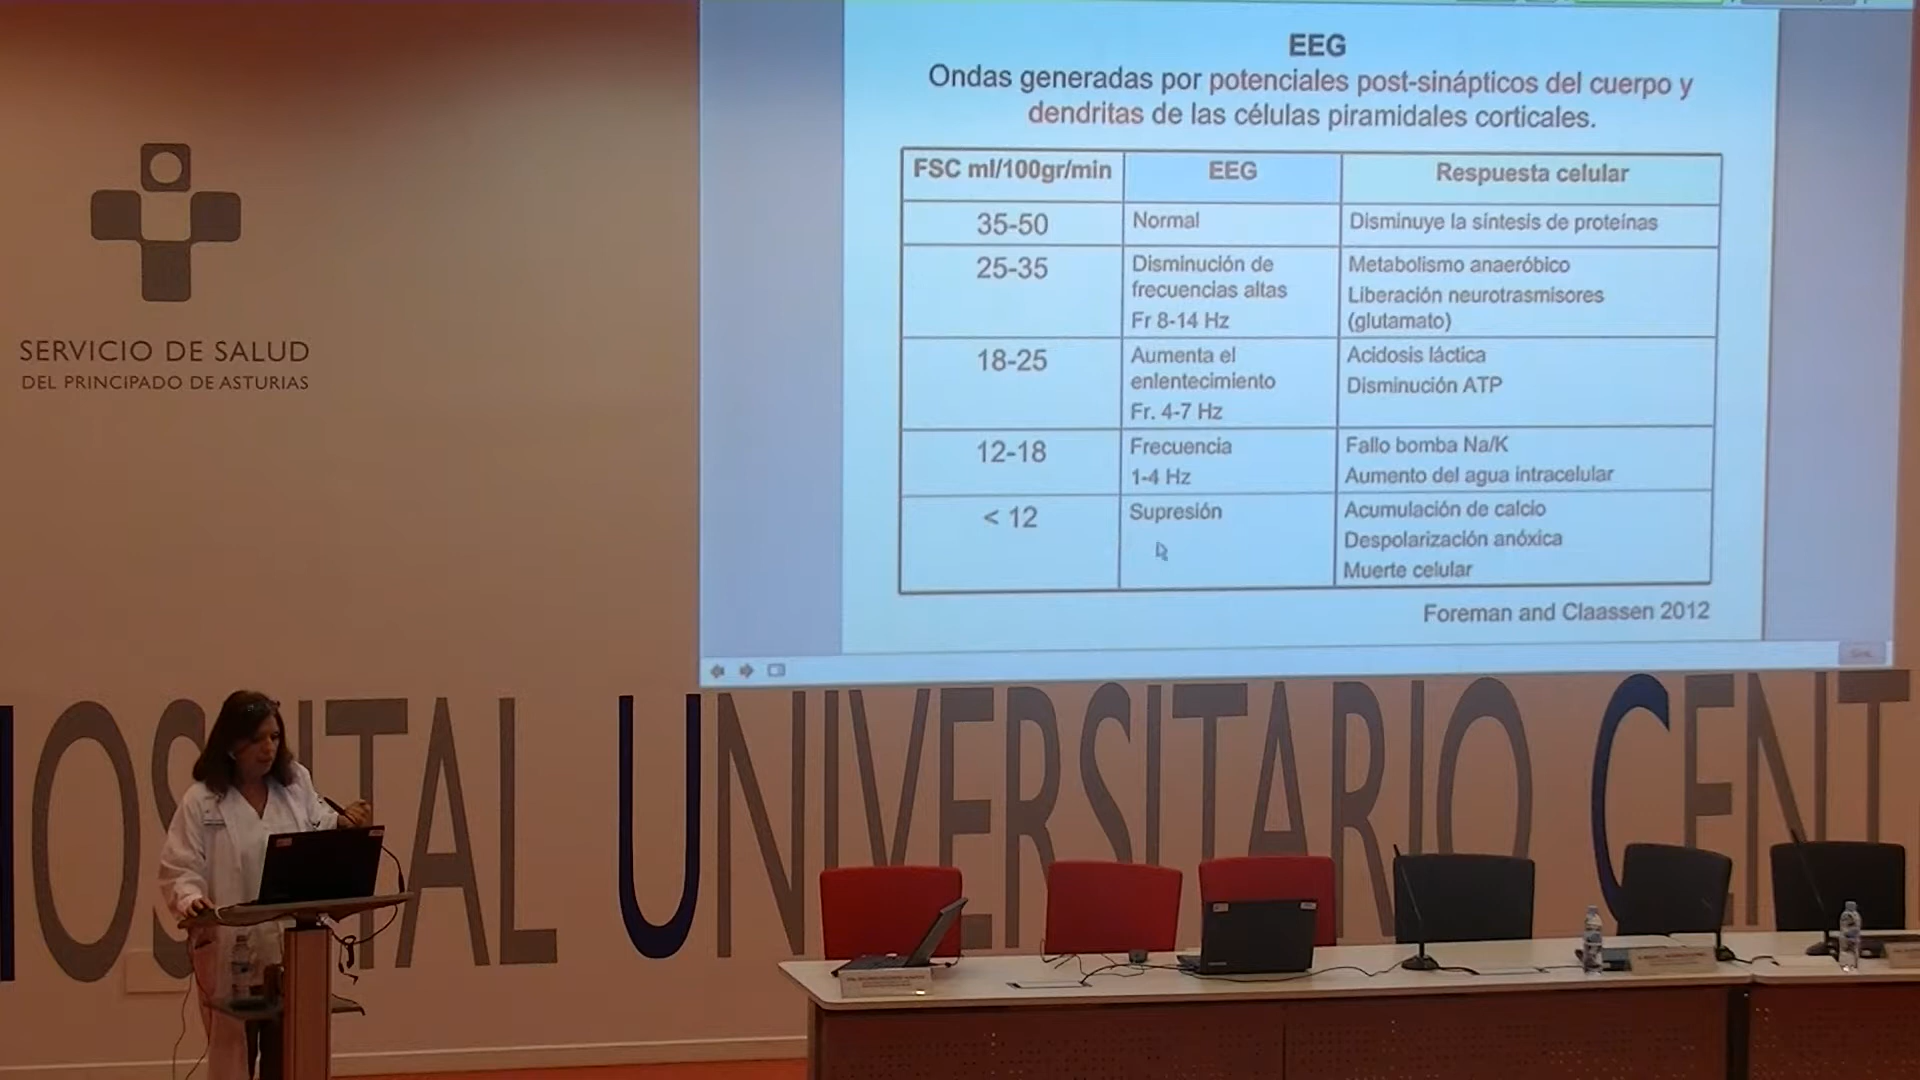 EEG
Ondas generadas por potenciales post-sinápticos del cuerpo y
dendritas de las células piramidales corticales.
FSC ml/100gr/min EEG Respuesta celular
35-50 Normal Disminuye la síntesis de proteínas
25-35 Disminución de frecuencias altas Fr 8-14 Hz Metabolismo anaeróbico Liberación neurotrasmisores (glutamato)
18-25 Aumenta el enlentecimiento Fr. 4-7 Hz Acidosis láctica Disminución ATP
12-18 Frecuencia 1-4 Hz Fallo bomba Na/K Aumento del agua intracelular
< 12 Supresión Acumulación de calcio Despolarización anóxica Muerte celular
Foreman and Claassen 2012
SERVICIO DE SALUD
DEL PRINCIPADO DE ASTURIAS
HOSPITAL UNIVERSITARIO CENT